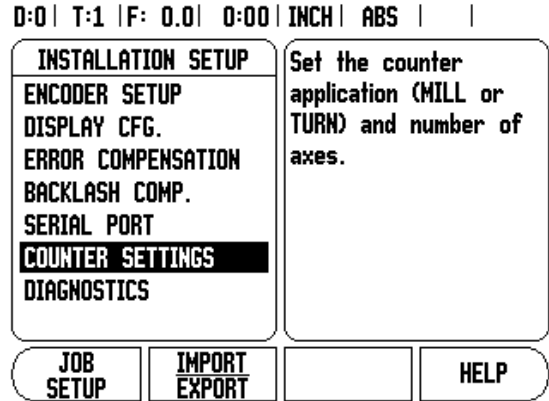 D:0 | T:1 | F: 0.0 | 0:00 | INCH | ABS | |
INSTALLATION SETUP
ENCODER SETUP
DISPLAY CFG.
ERROR COMPENSATION
BACKLASH COMP.
SERIAL PORT
COUNTER SETTINGS
DIAGNOSTICS
Set the counter
application (MILL or
TURN) and number of
axes.
JOB
SETUP
IMPORT
EXPORT
HELP